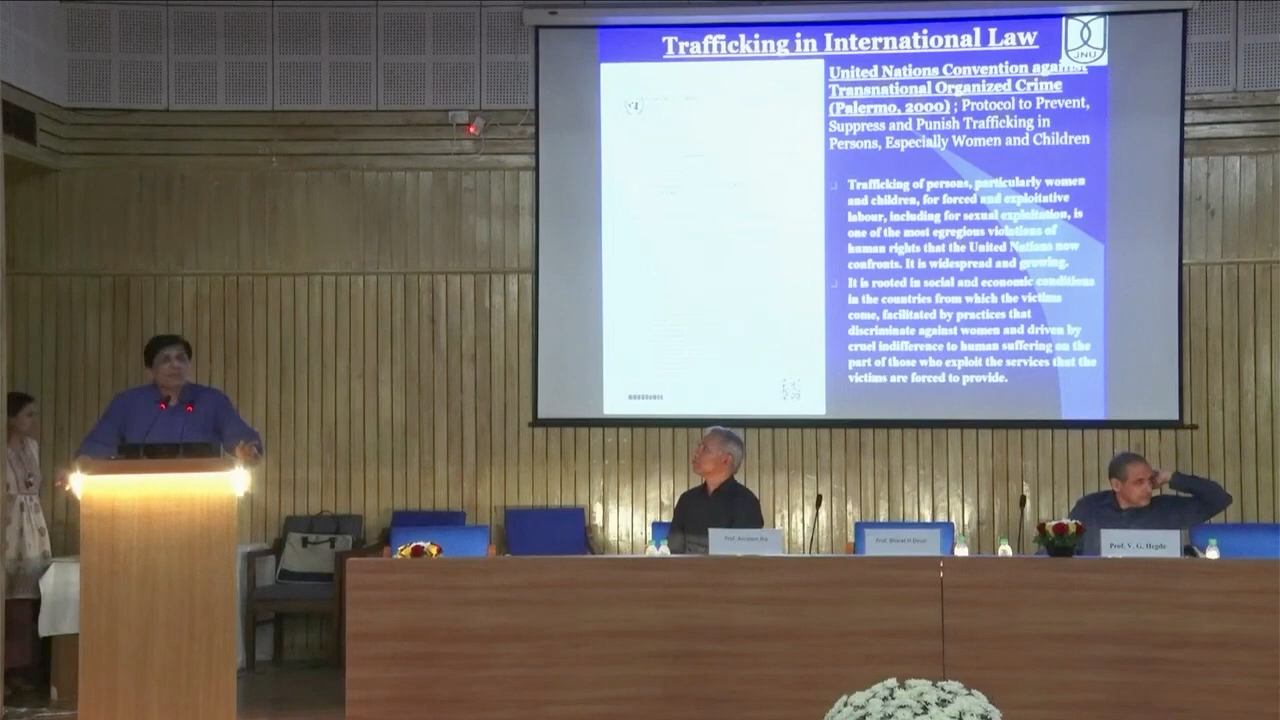 Trafficking in International Law
JNU
United Nations Convention against
Transnational Organized Crime
(Palermo, 2000) ; Protocol to Prevent,
Suppress and Punish Trafficking in
Persons, Especially Women and Children
Trafficking of persons, particularly women
and children, for forced and exploitative
labour, including for sexual exploitation, is
one of the most egregious violations of
human rights that the United Nations now
confronts. It is widespread and growing.
It is rooted in social and economic conditions
in the countries from which the victims
come, facilitated by practices that
discriminate against women and driven by
cruel indifference to human suffering on the
part of those who exploit the services that the
victims are forced to provide.
Prof.
Prof. Bharat H Desai
Prof. V. G. Hegde